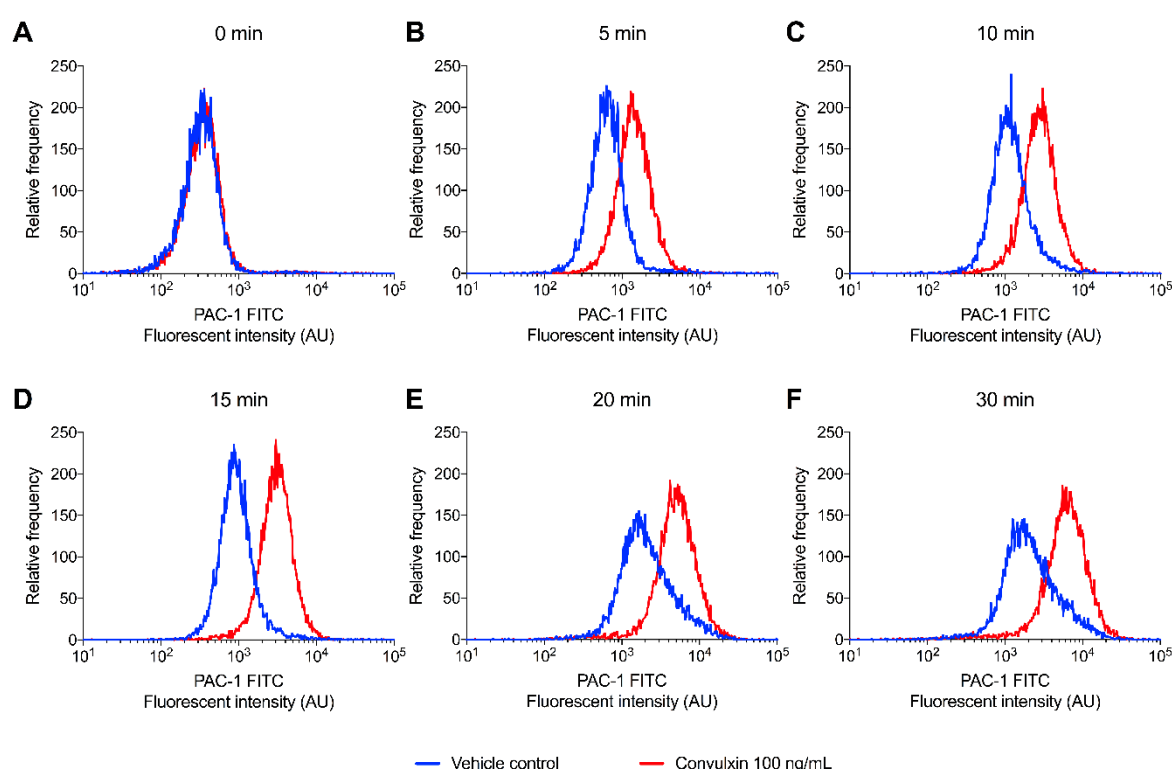 A 0 min
B 5 min
C 10 min
Relative frequency
250
200
150
100
50
0
10¹ 10² 10³ 10⁴ 10⁵
PAC-1 FITC
Fluorescent intensity (AU)
Relative frequency
250
200
150
100
50
0
10¹ 10² 10³ 10⁴ 10⁵
PAC-1 FITC
Fluorescent intensity (AU)
Relative frequency
250
200
150
100
50
0
10¹ 10² 10³ 10⁴ 10⁵
PAC-1 FITC
Fluorescent intensity (AU)
D 15 min
E 20 min
F 30 min
Relative frequency
250
200
150
100
50
0
10¹ 10² 10³ 10⁴ 10⁵
PAC-1 FITC
Fluorescent intensity (AU)
Relative frequency
250
200
150
100
50
0
10¹ 10² 10³ 10⁴ 10⁵
PAC-1 FITC
Fluorescent intensity (AU)
Relative frequency
250
200
150
100
50
0
10¹ 10² 10³ 10⁴ 10⁵
PAC-1 FITC
Fluorescent intensity (AU)
Vehicle control Convulxin 100 ng/mL